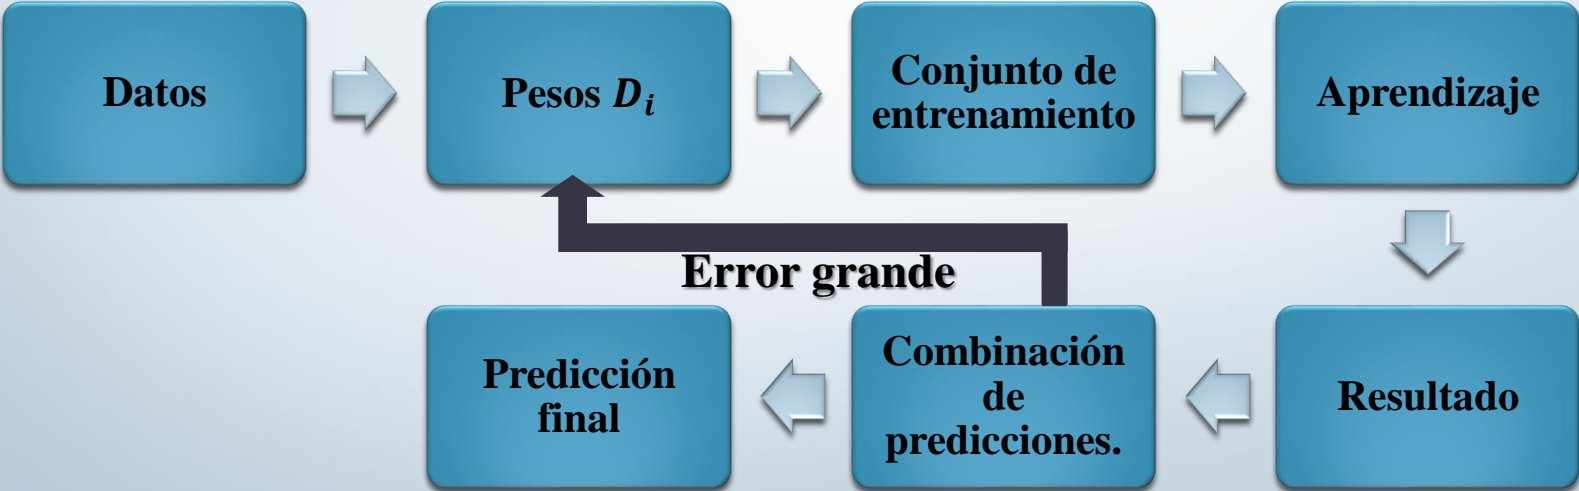 Datos
Pesos D_i
Conjunto de
entrenamiento
Aprendizaje
Error grande
Resultado
Combinación
de
predicciones.
Predicción
final